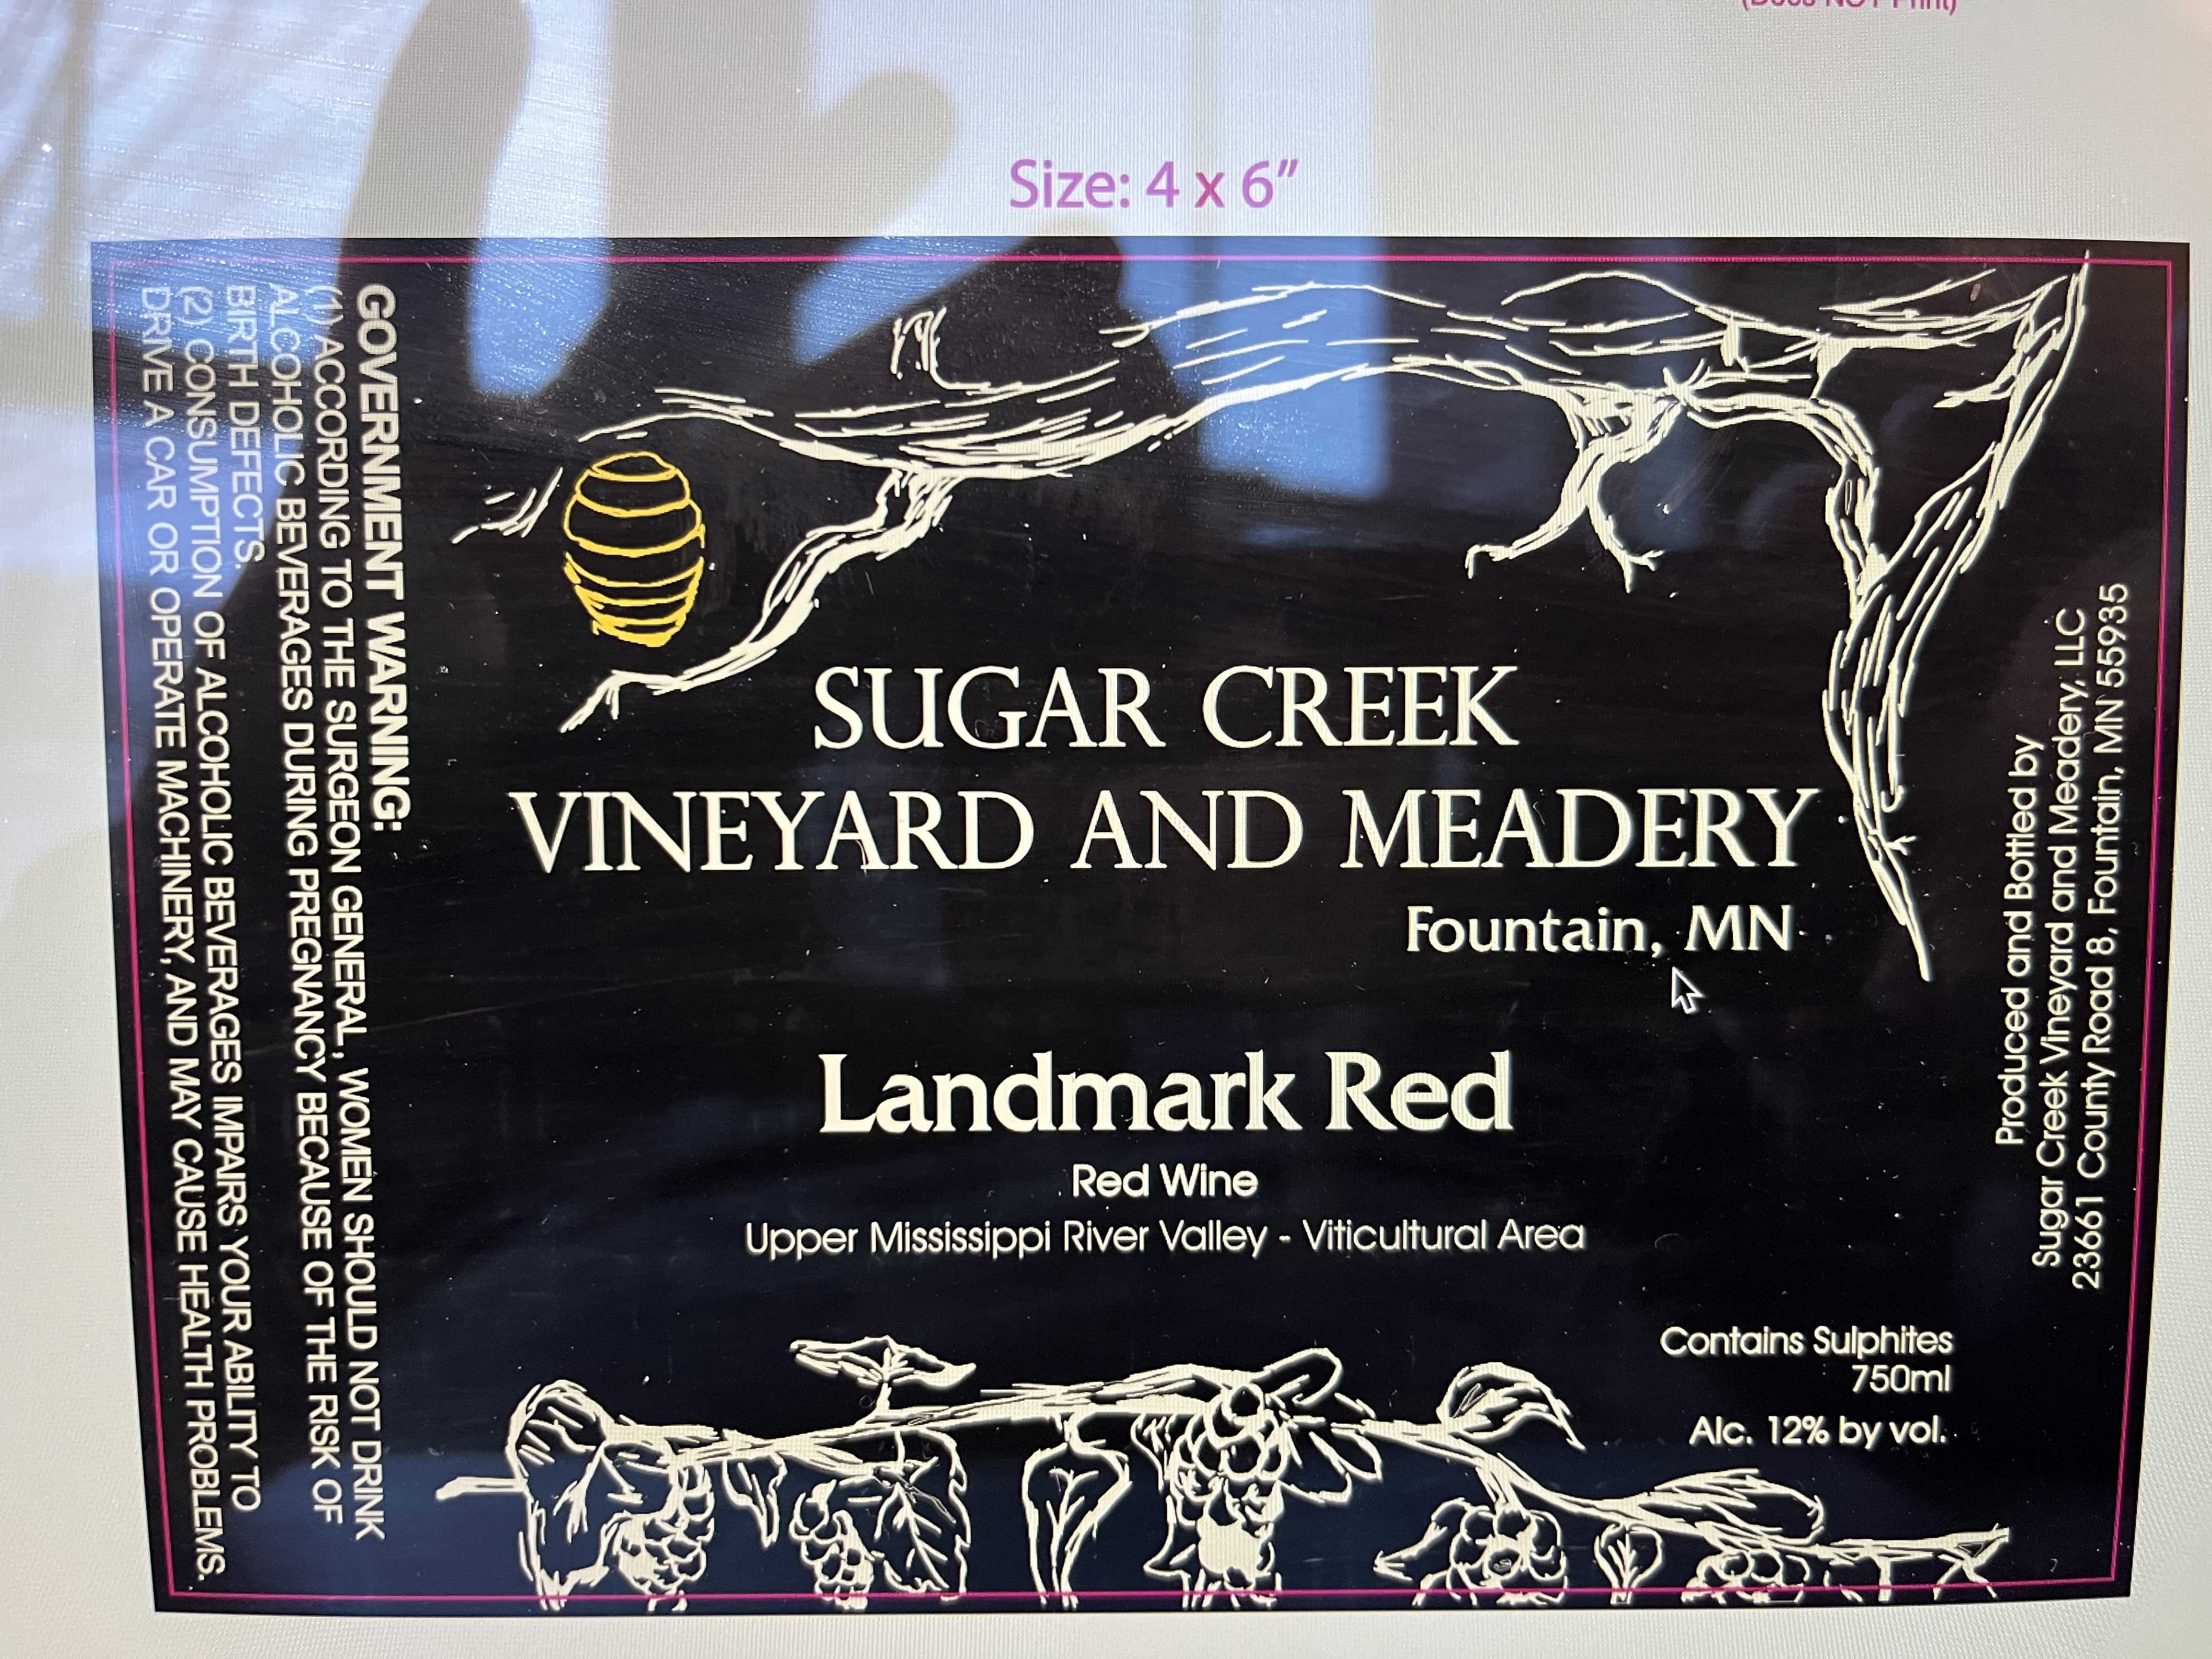 (Does NOT Print)
Size: 4 x 6”
GOVERNMENT WARNING:
(1) ACCORDING TO THE SURGEON GENERAL, WOMEN SHOULD NOT DRINK
ALCOHOLIC BEVERAGES DURING PREGNANCY BECAUSE OF THE RISK OF
BIRTH DEFECTS.
(2) CONSUMPTION OF ALCOHOLIC BEVERAGES IMPAIRS YOUR ABILITY TO
DRIVE A CAR OR OPERATE MACHINERY, AND MAY CAUSE HEALTH PROBLEMS.
SUGAR CREEK
VINEYARD AND MEADERY
Fountain, MN
Landmark Red
Red Wine
Upper Mississippi River Valley - Viticultural Area
Contains Sulphites
750ml
Alc. 12% by vol.
Produced and Bottled by
Sugar Creek Vineyard and Meadery, LLC
23661 County Road 8, Fountain, MN 55935